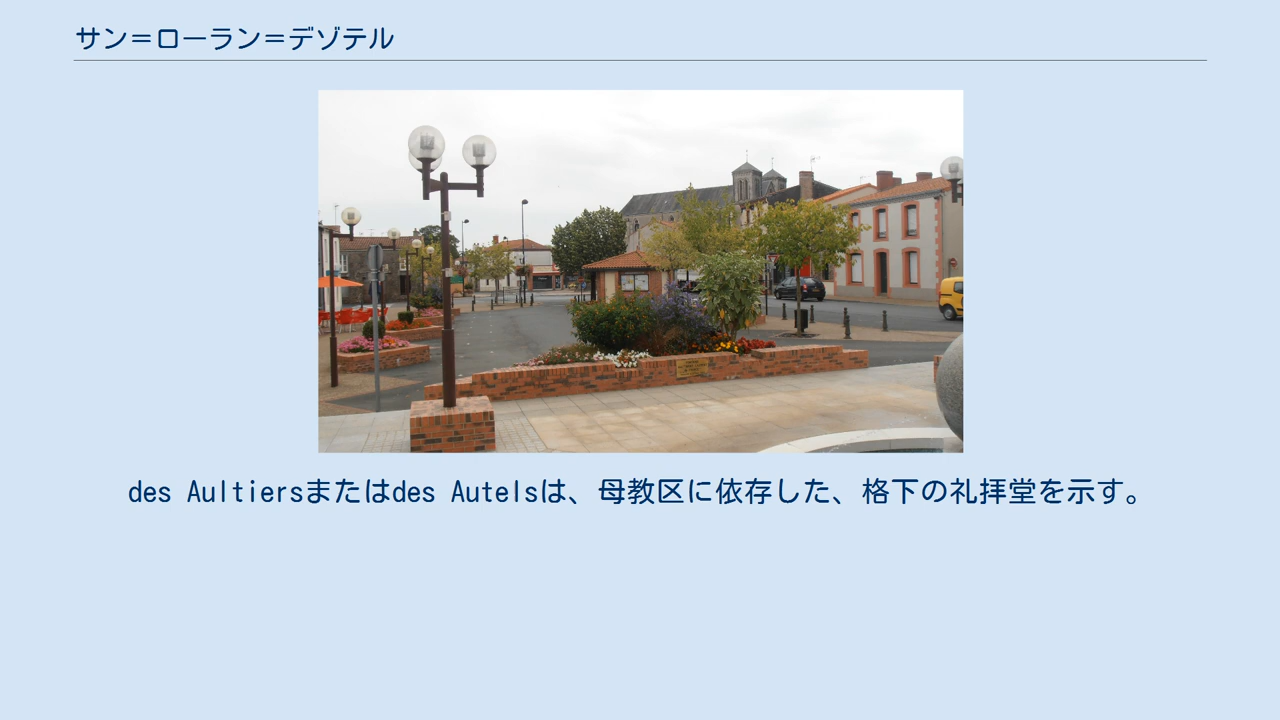 サン＝ローラン＝デゾテル
des Aultiersまたはdes Autelsは、母教区に依存した、格下の礼拝堂を示す。